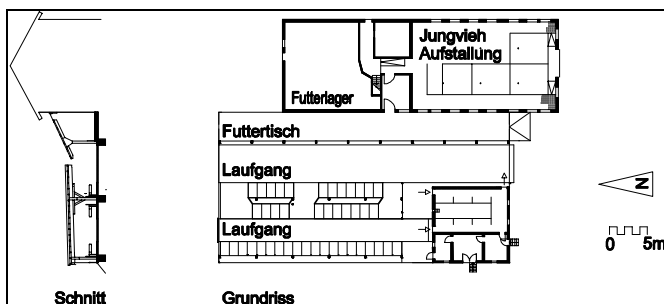 Jungvieh
Aufstallung
Futterlager
Futtertisch
Laufgang
Laufgang
N
0 5m
Schnitt Grundriss